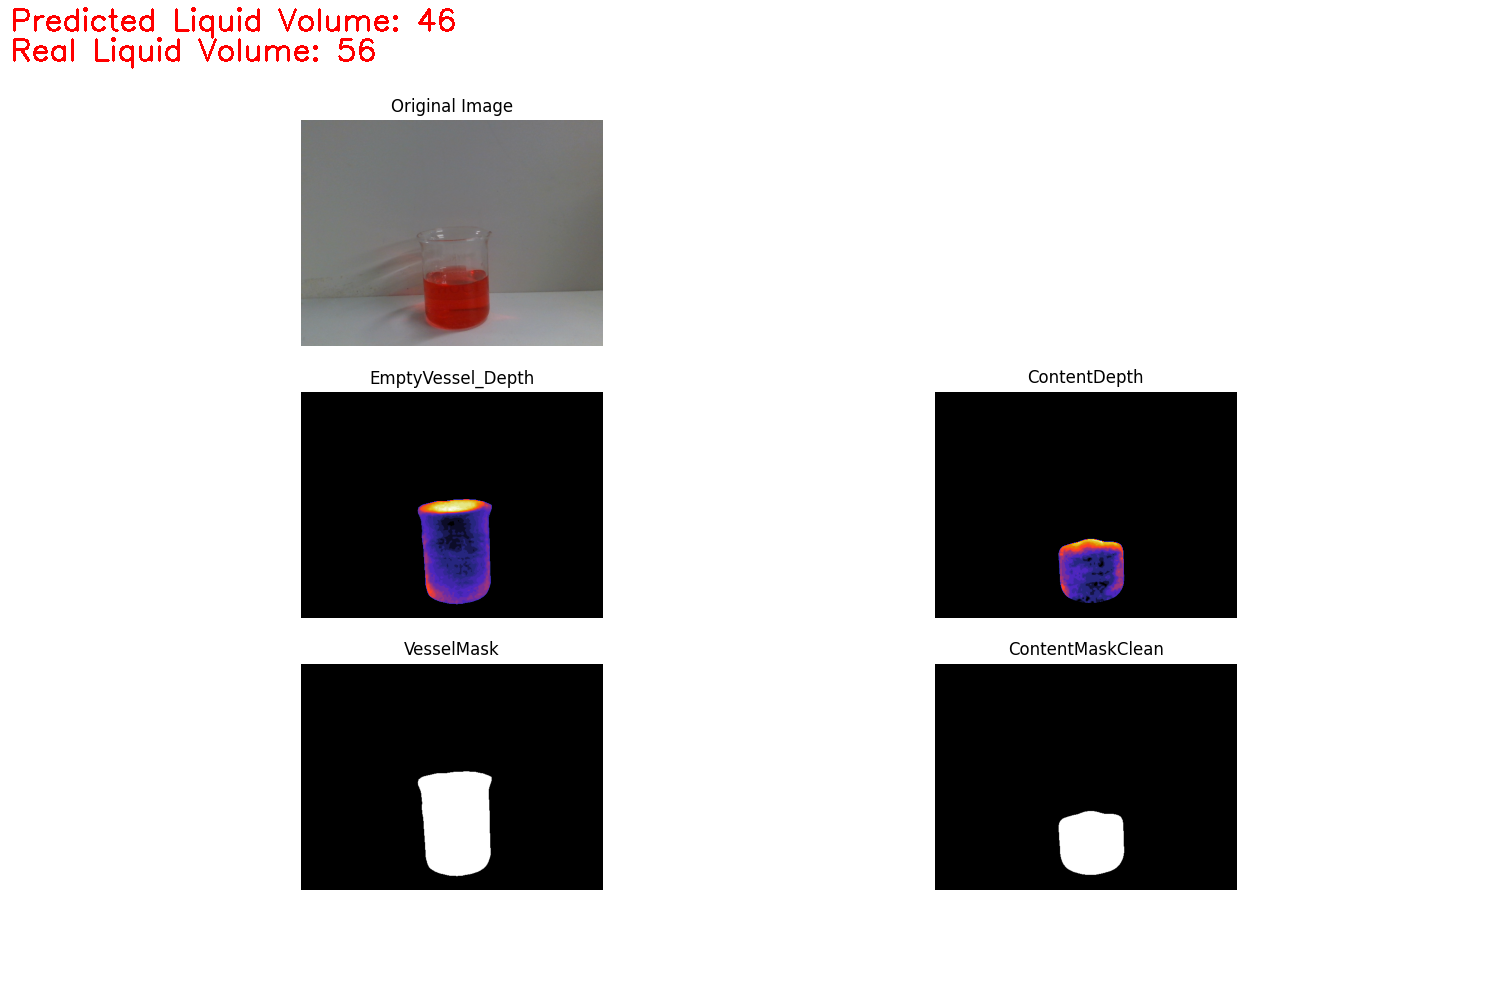 Predicted Liquid Volume: 46
Real Liquid Volume: 56
Original Image
EmptyVessel_Depth
ContentDepth
VesselMask
ContentMaskClean